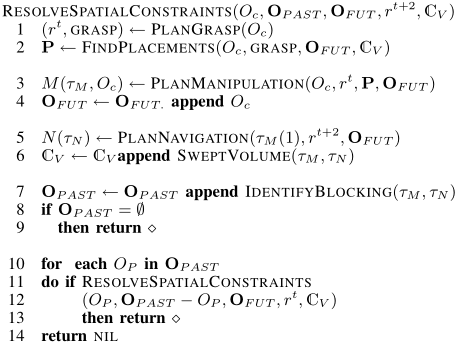 RESOLVESPATIALCONSTRAINTS(O_c, O_PAST, O_FUT, r^{t+2}, ℂ_V)
1 (r^t, GRASP) ← PLANGRASP(O_c)
2 P ← FINDPLACEMENTS(O_c, GRASP, O_FUT, ℂ_V)
3 M(τ_M, O_c) ← PLANMANIPULATION(O_c, r^t, P, O_FUT)
4 O_FUT ← O_FUT. append O_c
5 N(τ_N) ← PLANNAVIGATION(τ_M(1), r^{t+2}, O_FUT)
6 ℂ_V ← ℂ_V append SWEPTVOLUME(τ_M, τ_N)
7 O_PAST ← O_PAST append IDENTIFYBLOCKING(τ_M, τ_N)
8 if O_PAST = ∅
9 then return ⋄
10 for each O_P in O_PAST
11 do if RESOLVESPATIALCONSTRAINTS
12 (O_P, O_PAST − O_P, O_FUT, r^t, ℂ_V)
13 then return ⋄
14 return NIL